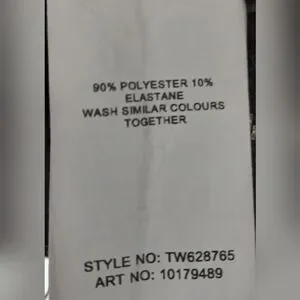 90% POLYESTER 10%
ELASTANE
WASH SIMILAR COLOURS
TOGETHER
STYLE NO: TW628765
ART NO: 10179489